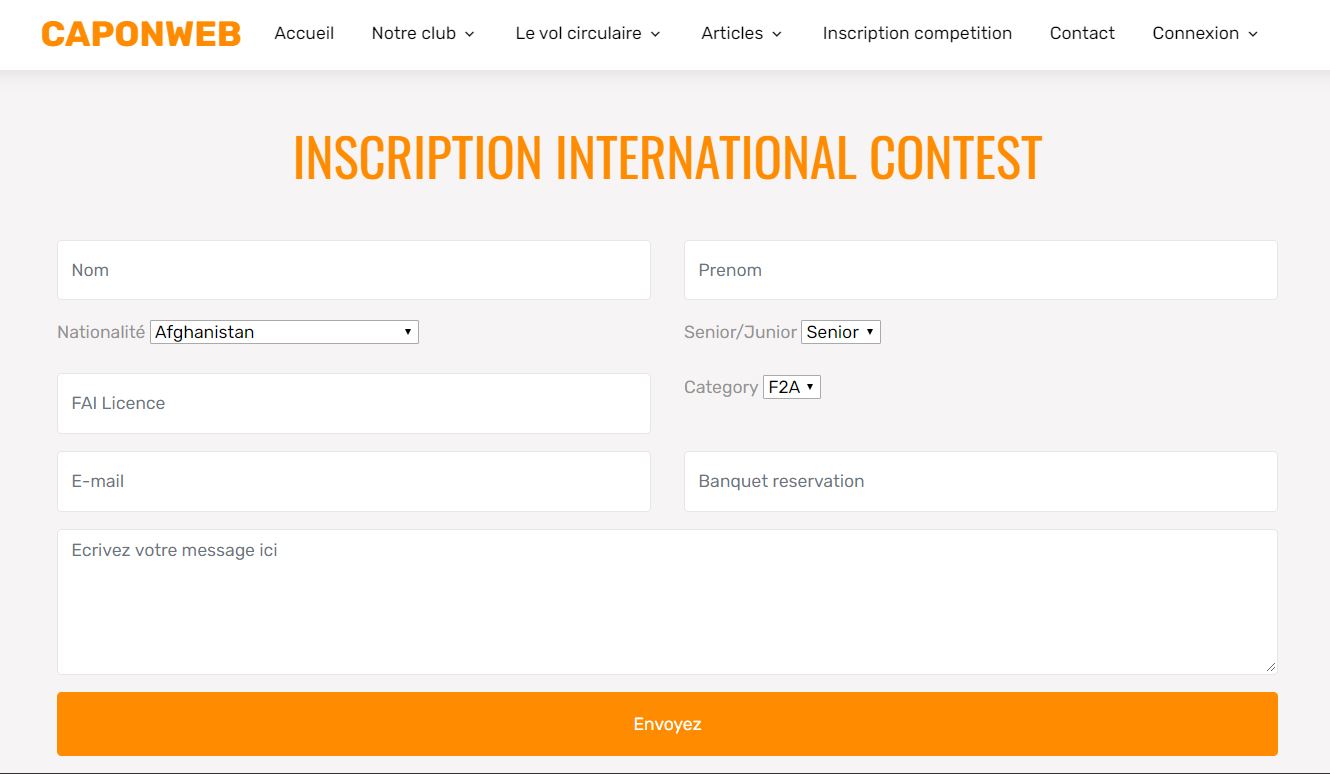 CAPONWEB Accueil Notre club Le vol circulaire Articles Inscription competition Contact Connexion
INSCRIPTION INTERNATIONAL CONTEST
Nom Prenom
Nationalité Afghanistan Senior/Junior Senior
FAI Licence Category F2A
E-mail Banquet reservation
Ecrivez votre message ici
Envoyez